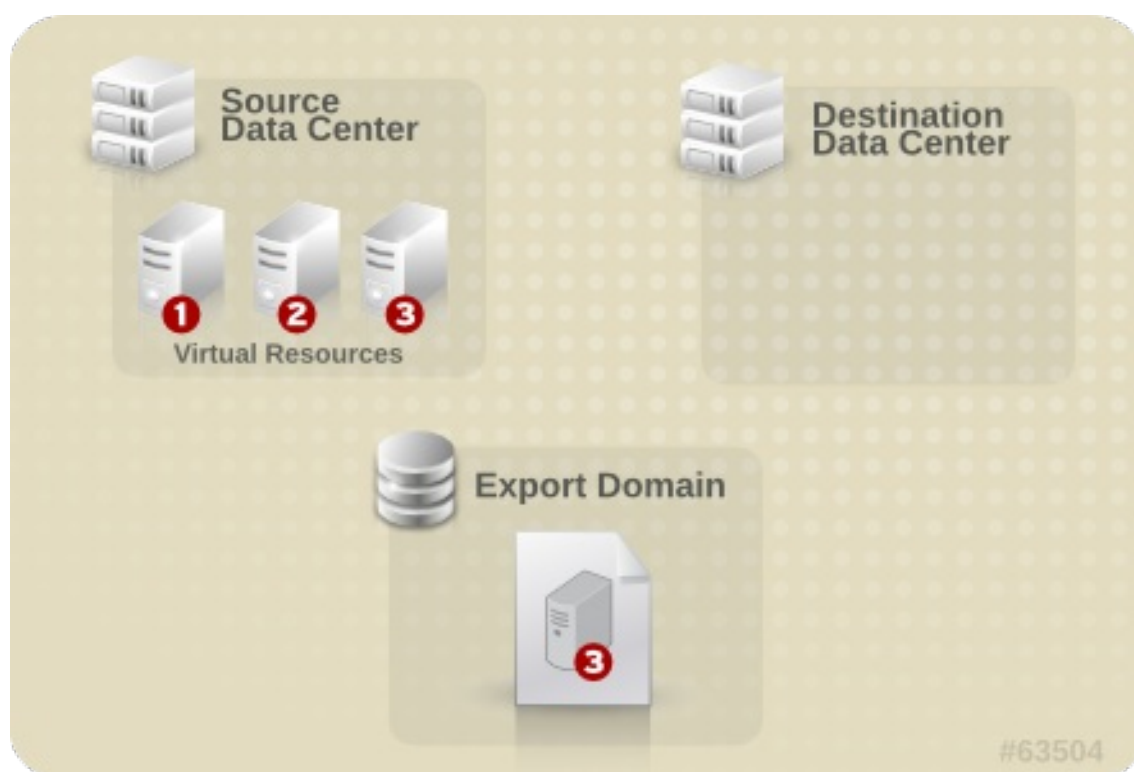 Source
Data Center
Destination
Data Center
1
2
3
Virtual Resources
Export Domain
3
#63504